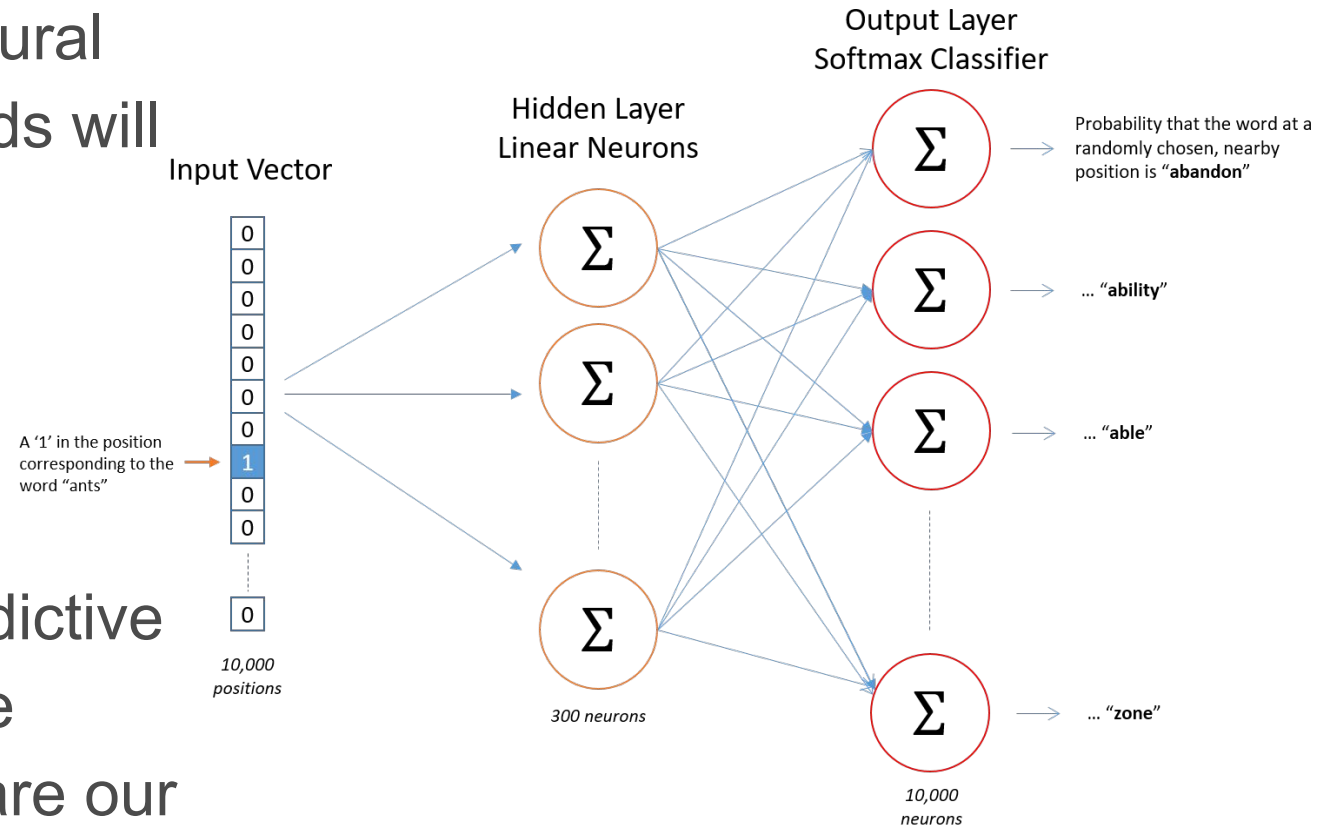 ural
ds will
dictive
e
are our
Input Vector
0
0
0
0
0
0
0
1
0
0
0
A ‘1’ in the position
corresponding to the
word “ants”
10,000
positions
Hidden Layer
Linear Neurons
Σ
Σ
Σ
300 neurons
Output Layer
Softmax Classifier
Σ
Probability that the word at a
randomly chosen, nearby
position is “abandon”
Σ
... “ability”
Σ
... “able”
Σ
... “zone”
10,000
neurons